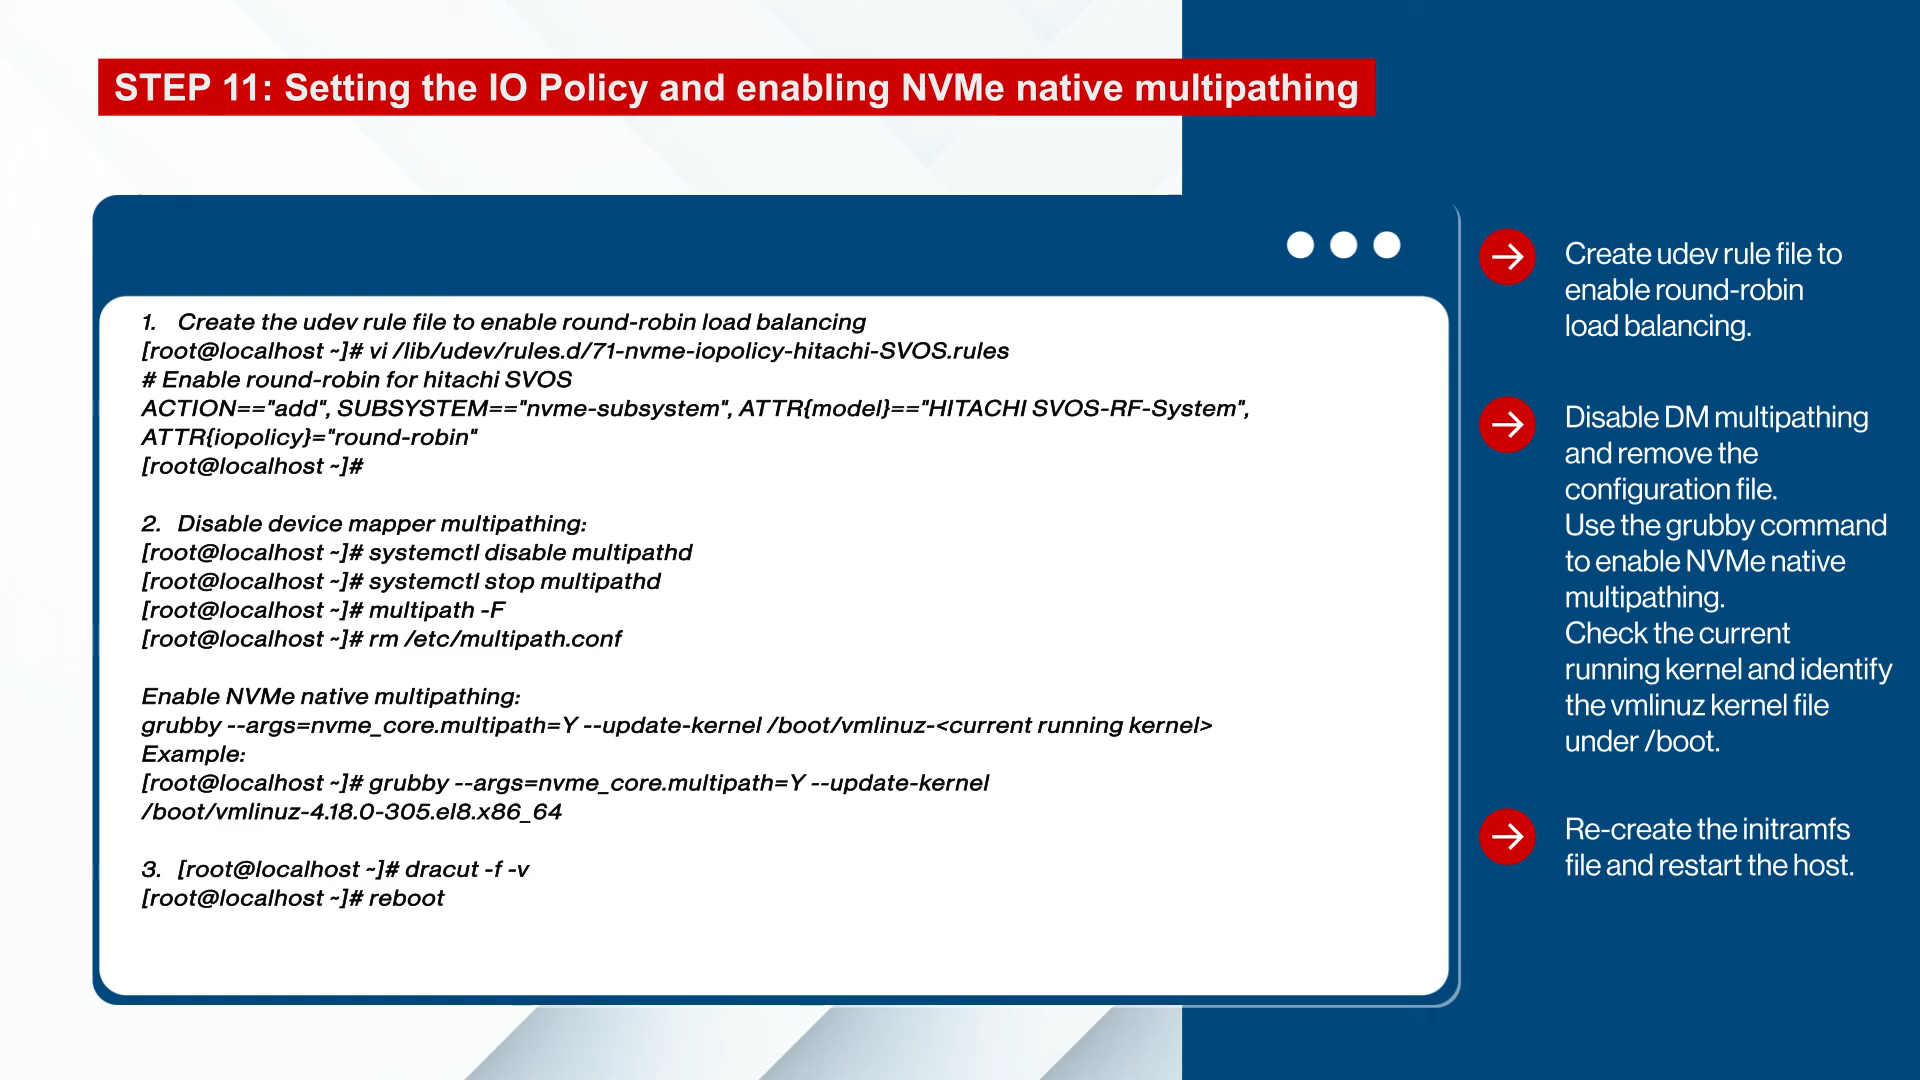 STEP 11: Setting the IO Policy and enabling NVMe native multipathing
1. Create the udev rule file to enable round-robin load balancing
[root@localhost ~]# vi /lib/udev/rules.d/71-nvme-iopolicy-hitachi-SVOS.rules
# Enable round-robin for hitachi SVOS
ACTION=="add", SUBSYSTEM=="nvme-subsystem", ATTR{model}=="HITACHI SVOS-RF-System",
ATTR{iopolicy}="round-robin"
[root@localhost ~]#
2. Disable device mapper multipathing:
[root@localhost ~]# systemctl disable multipathd
[root@localhost ~]# systemctl stop multipathd
[root@localhost ~]# multipath -F
[root@localhost ~]# rm /etc/multipath.conf
Enable NVMe native multipathing:
grubby --args=nvme_core.multipath=Y --update-kernel /boot/vmlinuz-<current running kernel>
Example:
[root@localhost ~]# grubby --args=nvme_core.multipath=Y --update-kernel
/boot/vmlinuz-4.18.0-305.el8.x86_64
3. [root@localhost ~]# dracut -f -v
[root@localhost ~]# reboot
Create udev rule file to
enable round-robin
load balancing.
Disable DM multipathing
and remove the
configuration file.
Use the grubby command
to enable NVMe native
multipathing.
Check the current
running kernel and identify
the vmlinuz kernel file
under /boot.
Re-create the initramfs
file and restart the host.